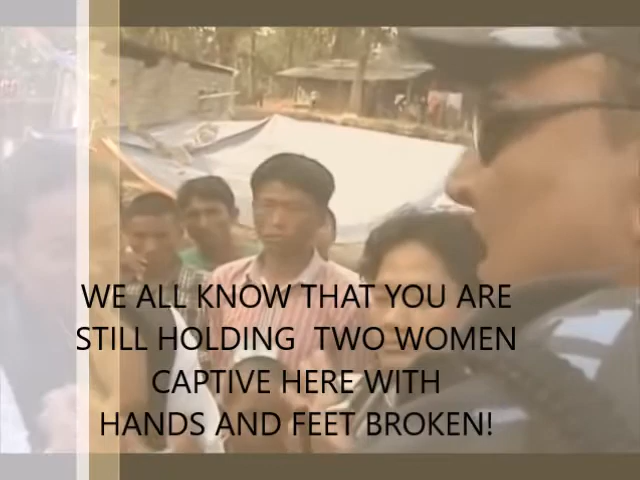 WE ALL KNOW THAT YOU ARE
STILL HOLDING TWO WOMEN
CAPTIVE HERE WITH
HANDS AND FEET BROKEN!